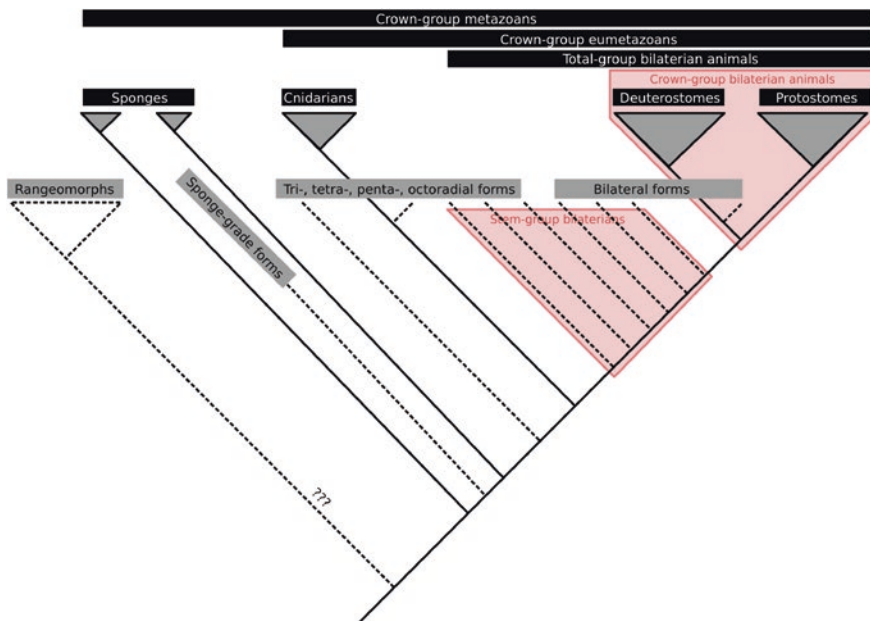 Crown-group metazoans
Crown-group eumetazoans
Total-group bilaterian animals
Crown-group bilaterian animals
Sponges
Cnidarians
Deuterostomes
Protostomes
Rangeomorphs
Sponge-grade forms
Tri-, tetra-, penta-, octoradial forms
Bilateral forms
Stem-group bilaterians
???